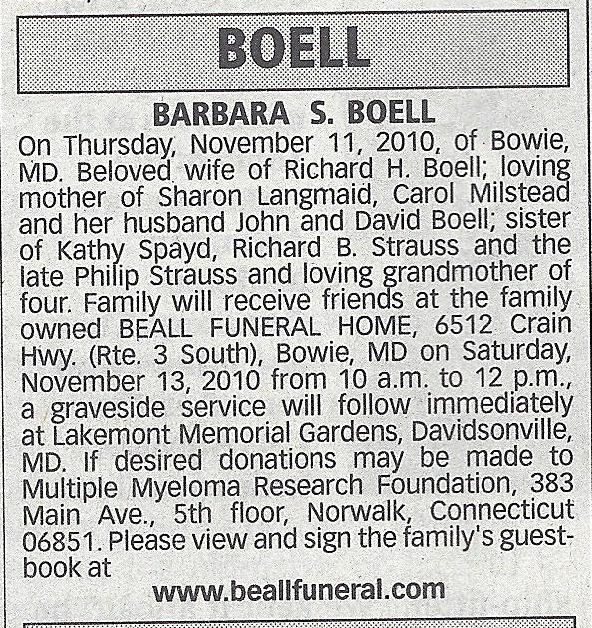 BOELL
BARBARA S. BOELL
On Thursday, November 11, 2010, of Bowie,
MD. Beloved wife of Richard H. Boell; loving
mother of Sharon Langmaid, Carol Milstead
and her husband John and David Boell; sister
of Kathy Spayd, Richard B. Strauss and the
late Philip Strauss and loving grandmother of
four. Family will receive friends at the family
owned BEALL FUNERAL HOME, 6512 Crain
Hwy. (Rte. 3 South), Bowie, MD on Saturday,
November 13, 2010 from 10 a.m. to 12 p.m.,
a graveside service will follow immediately
at Lakemont Memorial Gardens, Davidsonville,
MD. If desired donations may be made to
Multiple Myeloma Research Foundation, 383
Main Ave., 5th floor, Norwalk, Connecticut
06851. Please view and sign the family's guest-
book at
www.beallfuneral.com